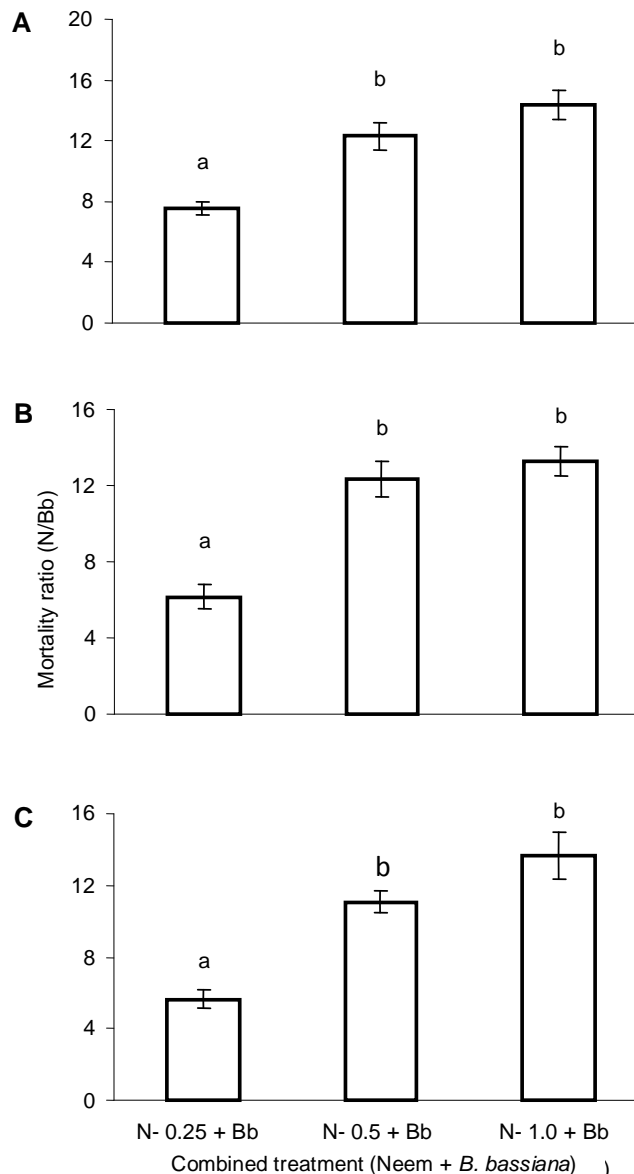 A
20
16
12
8
4
0
a
b
b
B
16
12
8
4
0
a
b
b
Mortality ratio (N/Bb)
C
16
12
8
4
0
a
b
b
N- 0.25 + Bb N- 0.5 + Bb N- 1.0 + Bb
Combined treatment (Neem + B. bassiana) )